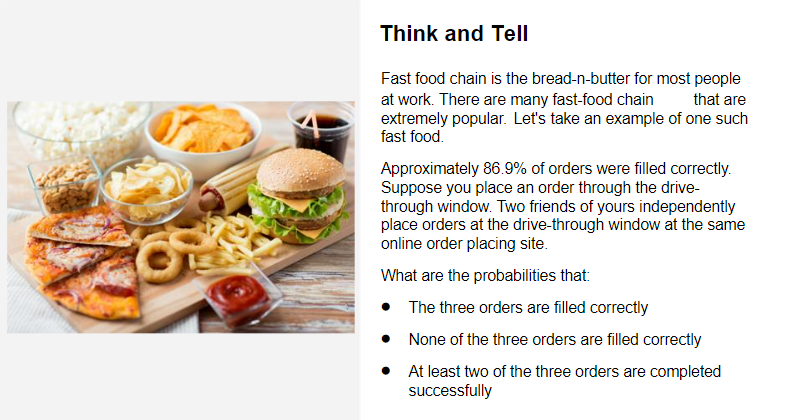 Think and Tell
Fast food chain is the bread-n-butter for most people
at work. There are many fast-food chain that are
extremely popular. Let's take an example of one such
fast food.
Approximately 86.9% of orders were filled correctly.
Suppose you place an order through the drive-
through window. Two friends of yours independently
place orders at the drive-through window at the same
online order placing site.
What are the probabilities that:
● The three orders are filled correctly
● None of the three orders are filled correctly
● At least two of the three orders are completed
successfully